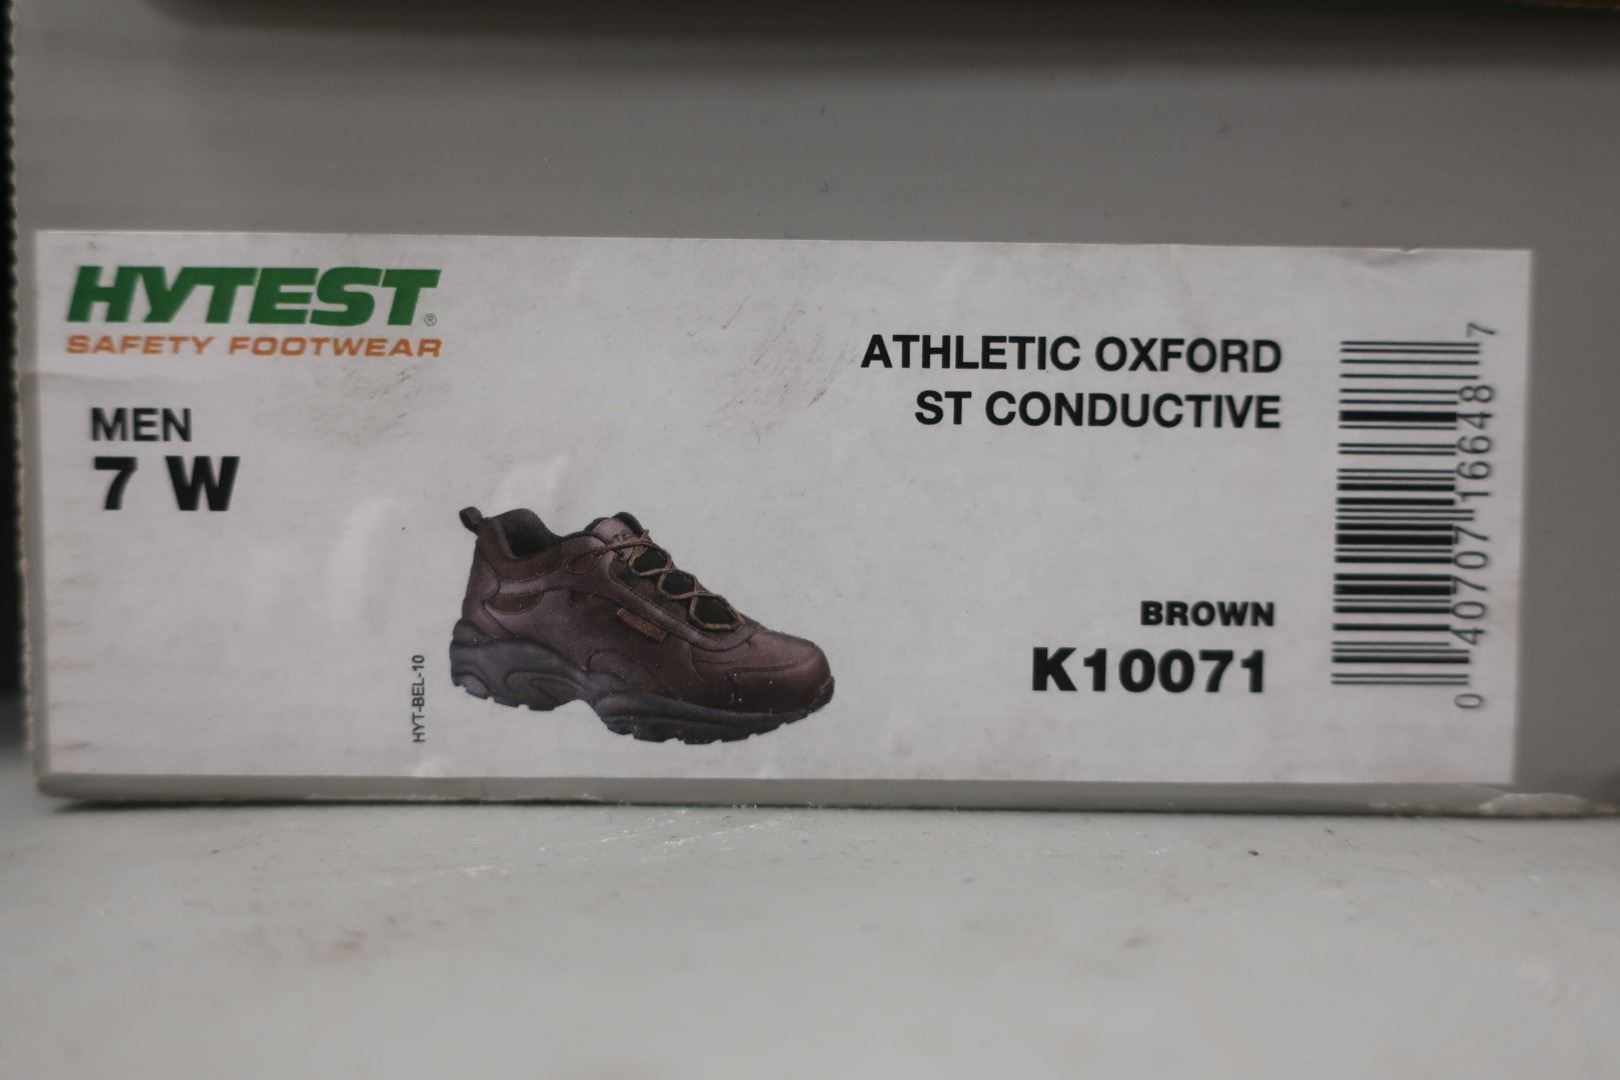 HYTEST®
SAFETY FOOTWEAR
MEN
7 W
ATHLETIC OXFORD
ST CONDUCTIVE
BROWN
K10071
HYT-BEL-10
0 40707 16648 7